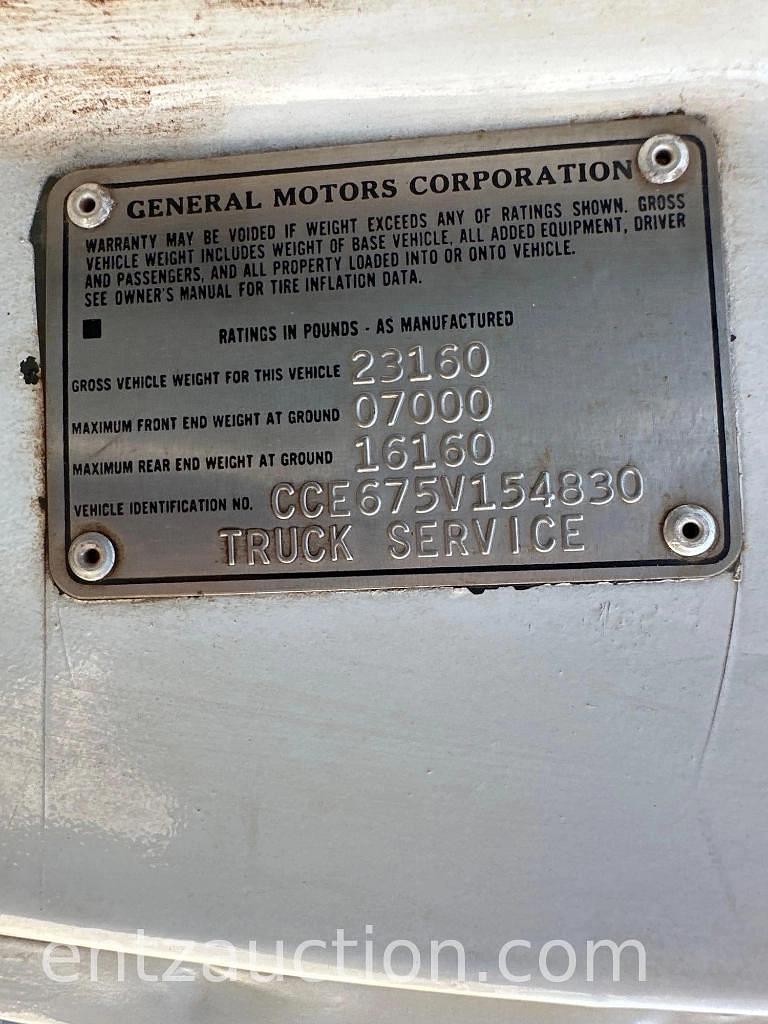 GENERAL MOTORS CORPORATION
WARRANTY MAY BE VOIDED IF WEIGHT EXCEEDS ANY OF RATINGS SHOWN. GROSS
VEHICLE WEIGHT INCLUDES WEIGHT OF BASE VEHICLE, ALL ADDED EQUIPMENT, DRIVER
AND PASSENGERS, AND ALL PROPERTY LOADED INTO OR ONTO VEHICLE.
SEE OWNER'S MANUAL FOR TIRE INFLATION DATA.
RATINGS IN POUNDS - AS MANUFACTURED
GROSS VEHICLE WEIGHT FOR THIS VEHICLE 23160
MAXIMUM FRONT END WEIGHT AT GROUND 07000
MAXIMUM REAR END WEIGHT AT GROUND 16160
VEHICLE IDENTIFICATION NO. CCE675V154830
TRUCK SERVICE
entzauction.com